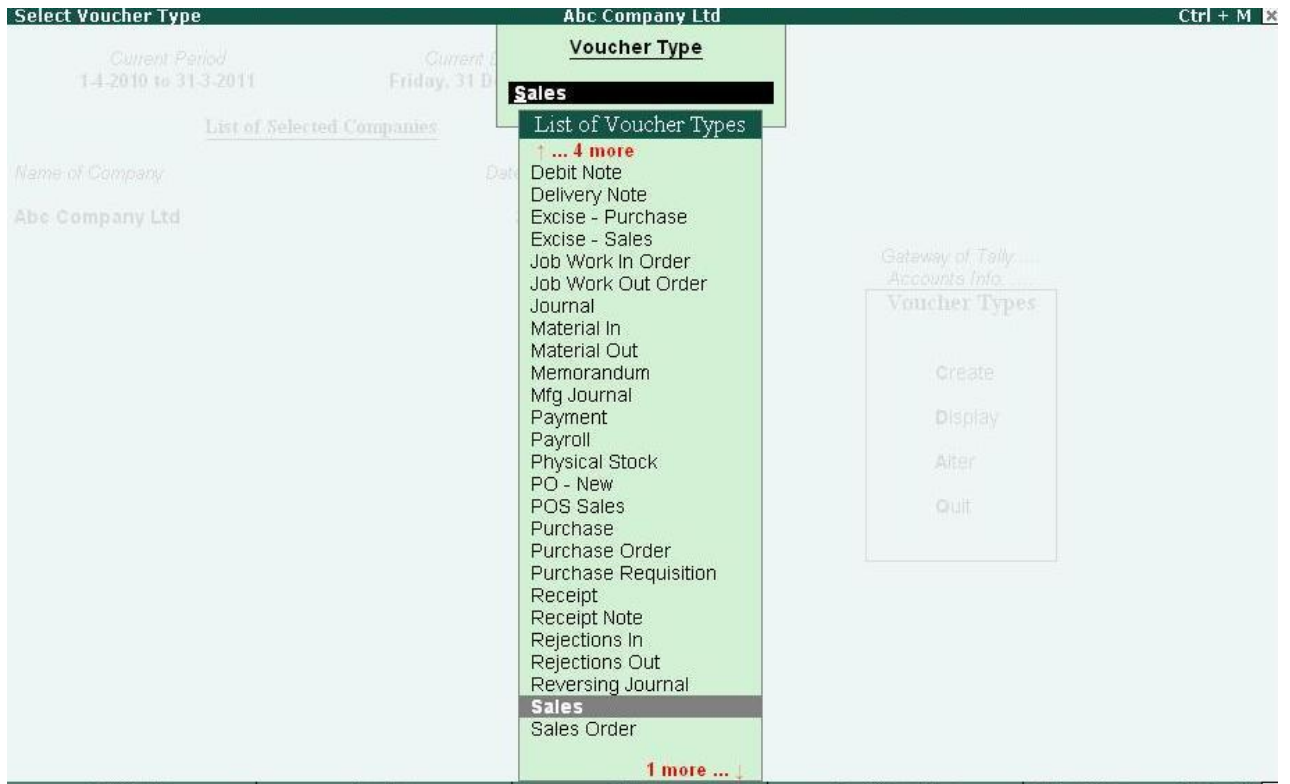 Select Voucher Type Abc Company Ltd Ctrl + M
Current Period
1-4-2010 to 31-3-2011 Friday, 31
List of Selected Companies
Name of Company
Abc Company Ltd
Voucher Type
Sales
List of Voucher Types
↑ ... 4 more
Debit Note
Delivery Note
Excise - Purchase
Excise - Sales
Job Work In Order
Job Work Out Order
Journal
Material In
Material Out
Memorandum
Mfg Journal
Payment
Payroll
Physical Stock
PO - New
POS Sales
Purchase
Purchase Order
Purchase Requisition
Receipt
Receipt Note
Rejections In
Rejections Out
Reversing Journal
Sales
Sales Order
1 more ... ↓
Gateway of Tally.....
Accounts Info. ......
Voucher Types
Create
Display
Alter
Quit